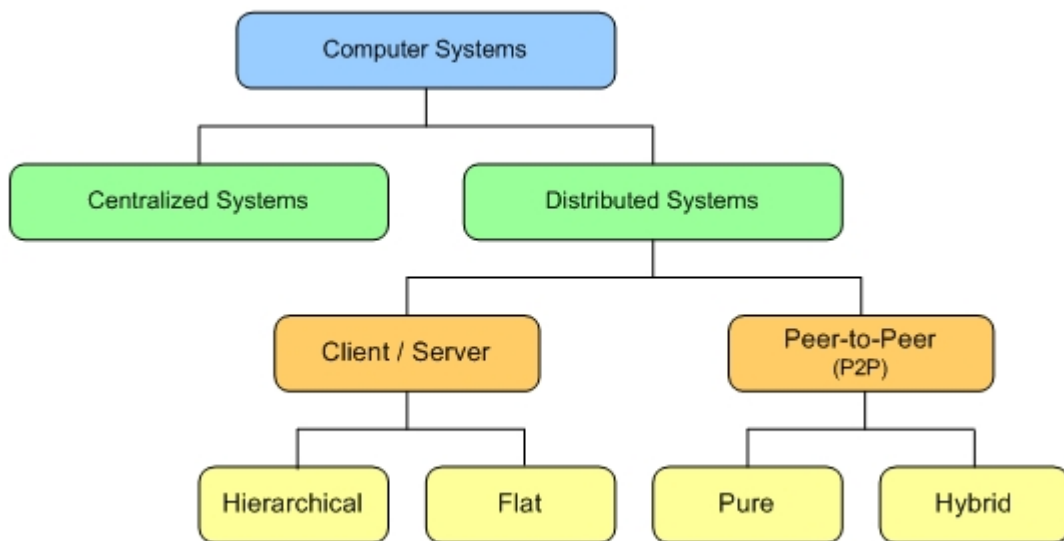 Computer Systems
Centralized Systems
Distributed Systems
Client / Server
Peer-to-Peer
(P2P)
Hierarchical
Flat
Pure
Hybrid